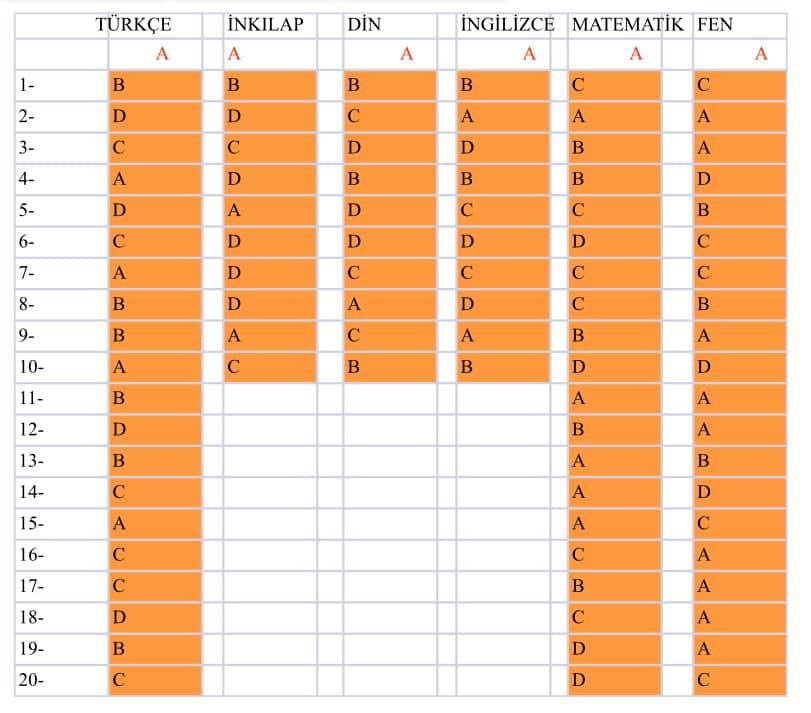 TÜRKÇE İNKILAP DİN İNGİLİZCE MATEMATİK FEN
A A A A A A
1- B B B B C C
2- D D C A A A
3- C C D D B A
4- A D B B B D
5- D A D C C B
6- C D D D D C
7- A D C C C C
8- B D A D C B
9- B A C A B A
10- A C B B D D
11- B A A
12- D B A
13- B A B
14- C A D
15- A A C
16- C C A
17- C B A
18- D C A
19- B D A
20- C D C